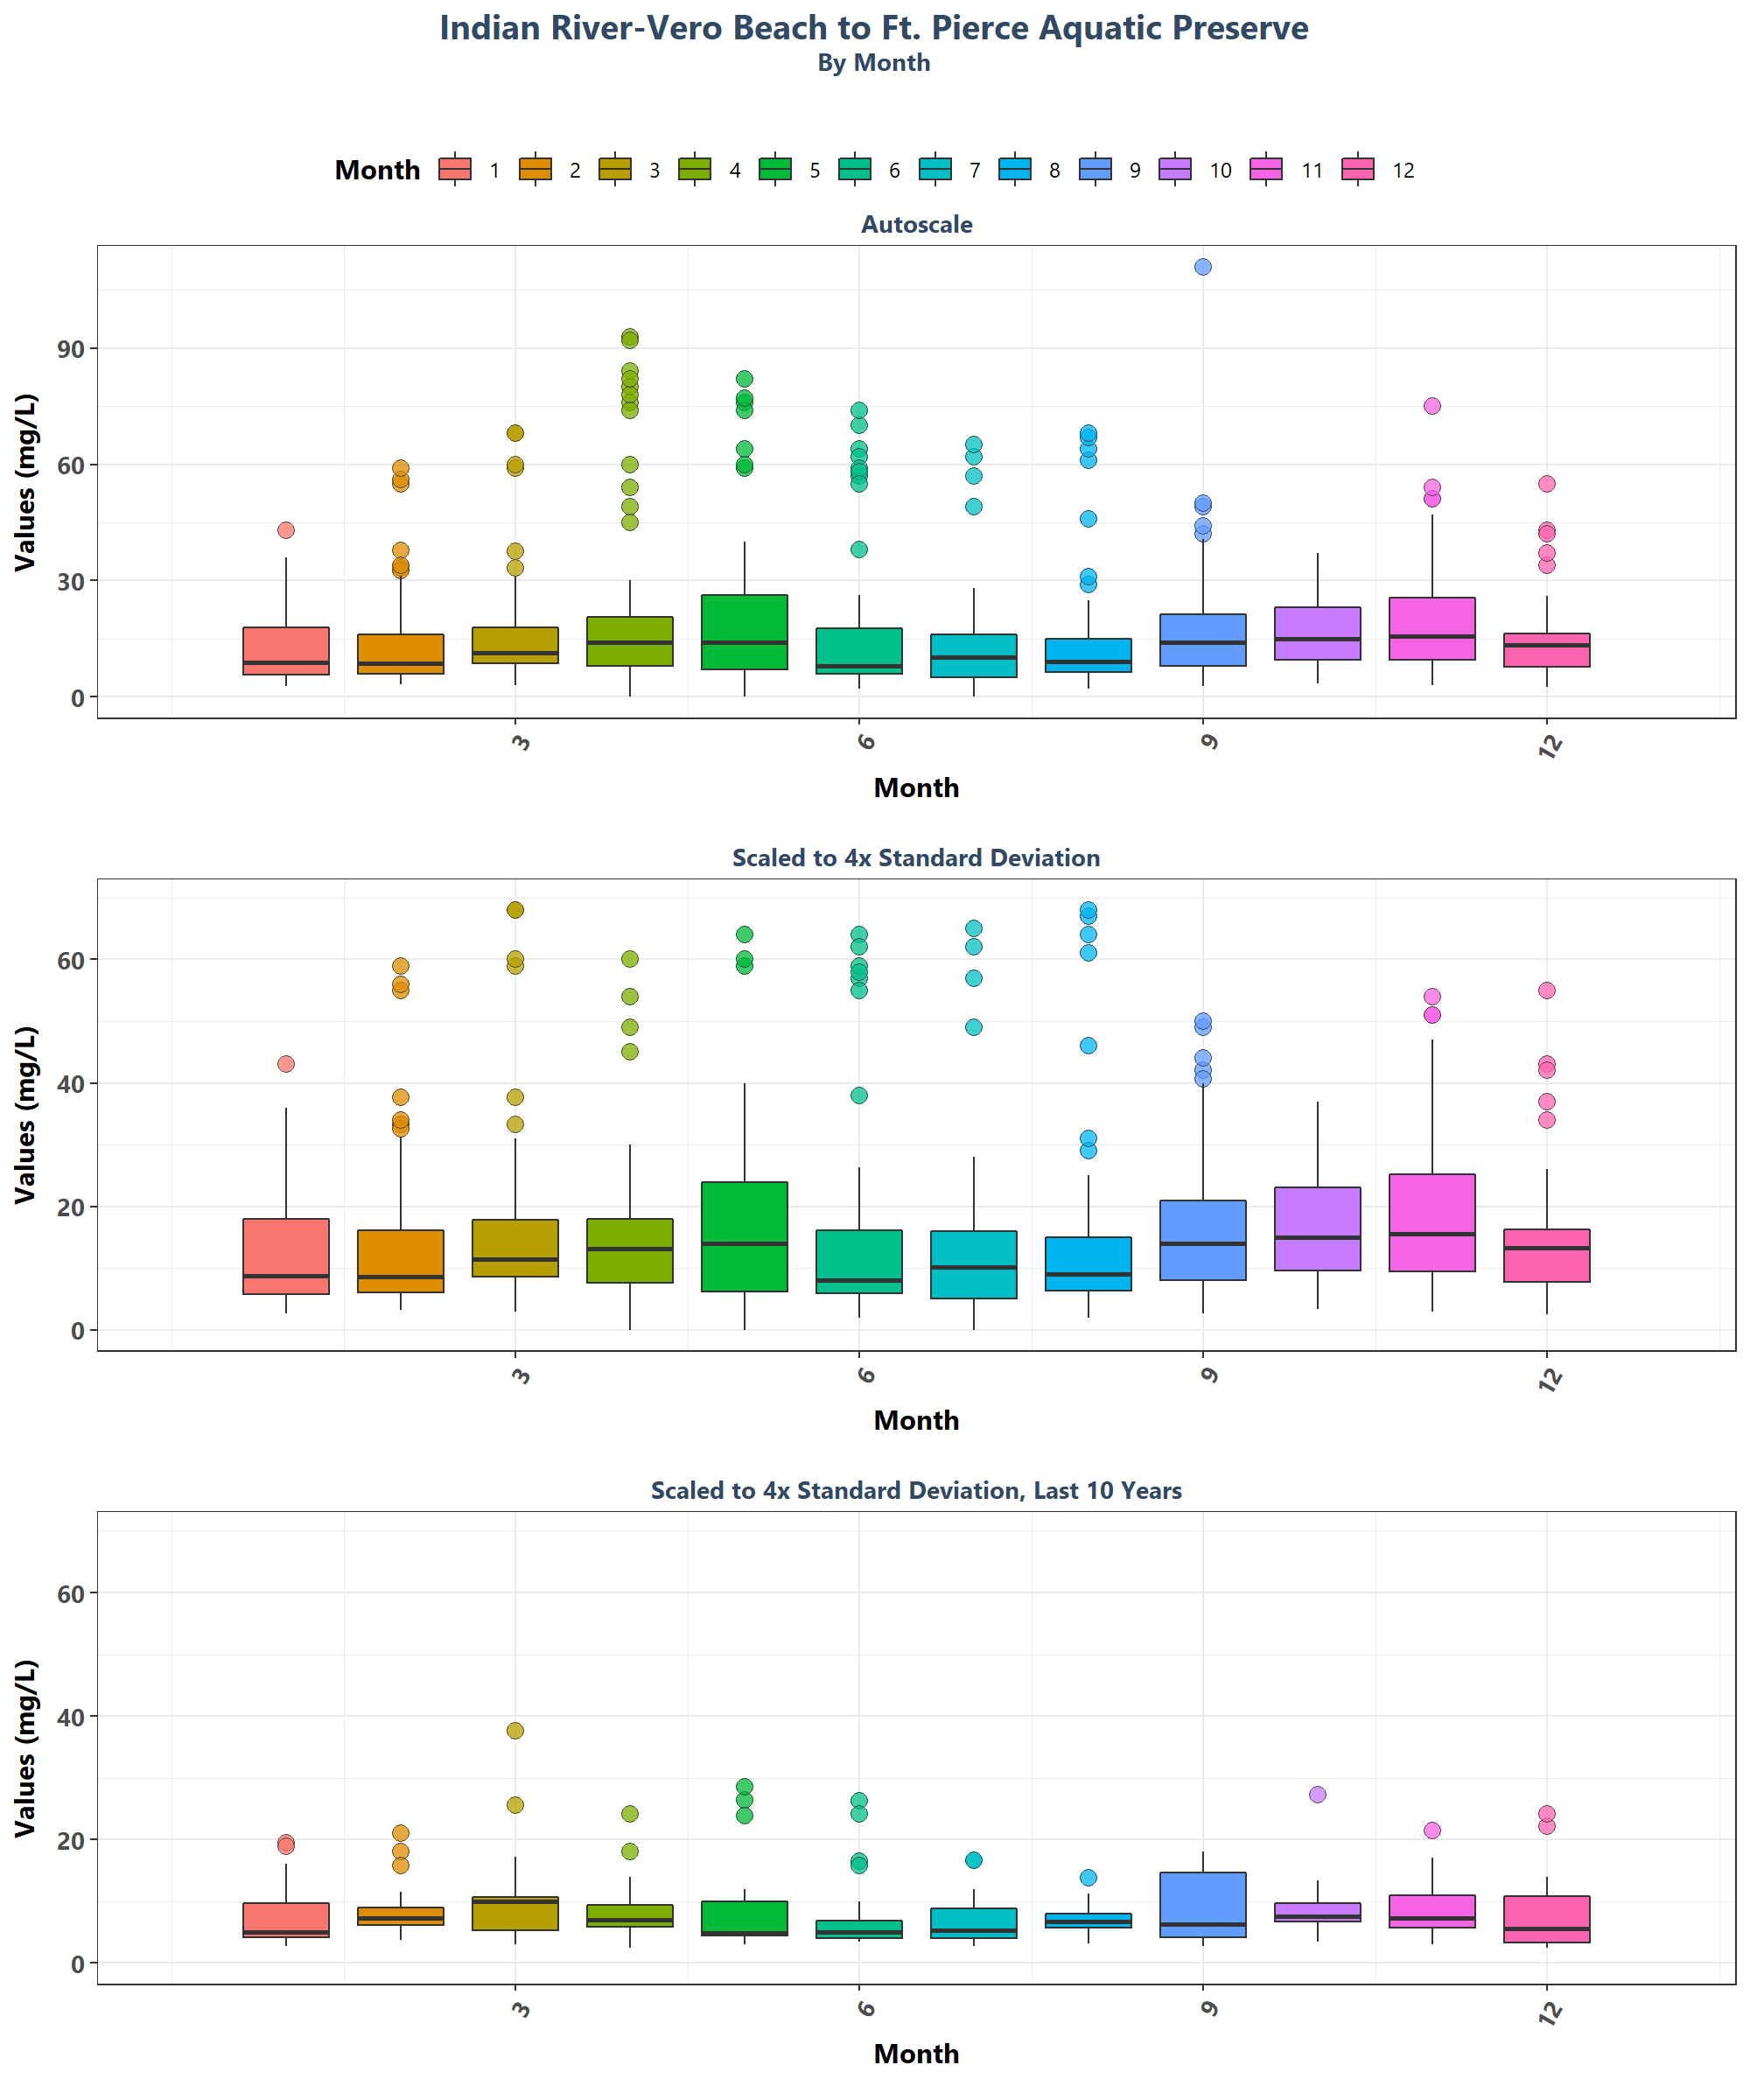 Indian River-Vero Beach to Ft. Pierce Aquatic Preserve
By Month
Month 1 2 3 4 5 6 7 8 9 10 11 12
Autoscale
Values (mg/L)
90
60
30
0
3 6 9 12
Month
Scaled to 4x Standard Deviation
Values (mg/L)
60
40
20
0
3 6 9 12
Month
Scaled to 4x Standard Deviation, Last 10 Years
Values (mg/L)
60
40
20
0
3 6 9 12
Month